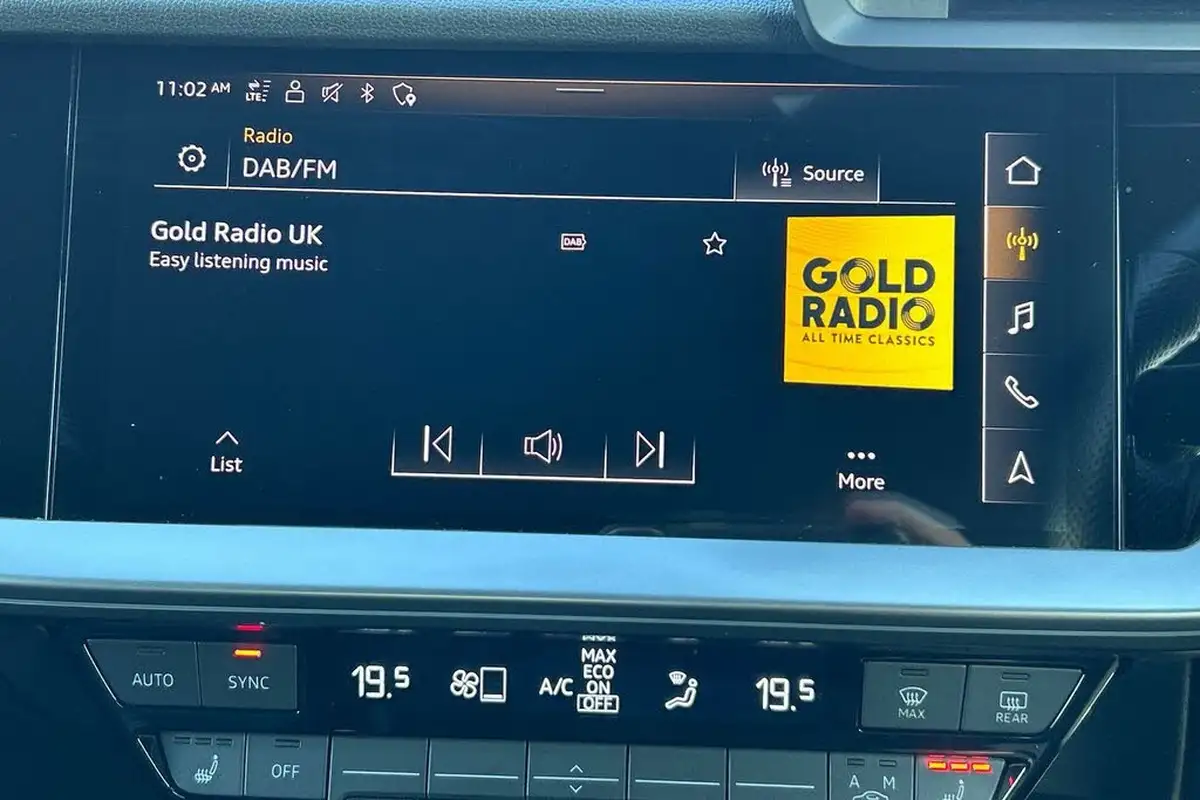 11:02 AM
LTE
Radio
DAB/FM
Source
Gold Radio UK
Easy listening music
DAB
GOLD
RADIO
ALL TIME CLASSICS
List
More
AUTO
SYNC
19.5
A/C
MAX
ECO
ON
OFF
19.5
MAX
REAR
OFF
A M